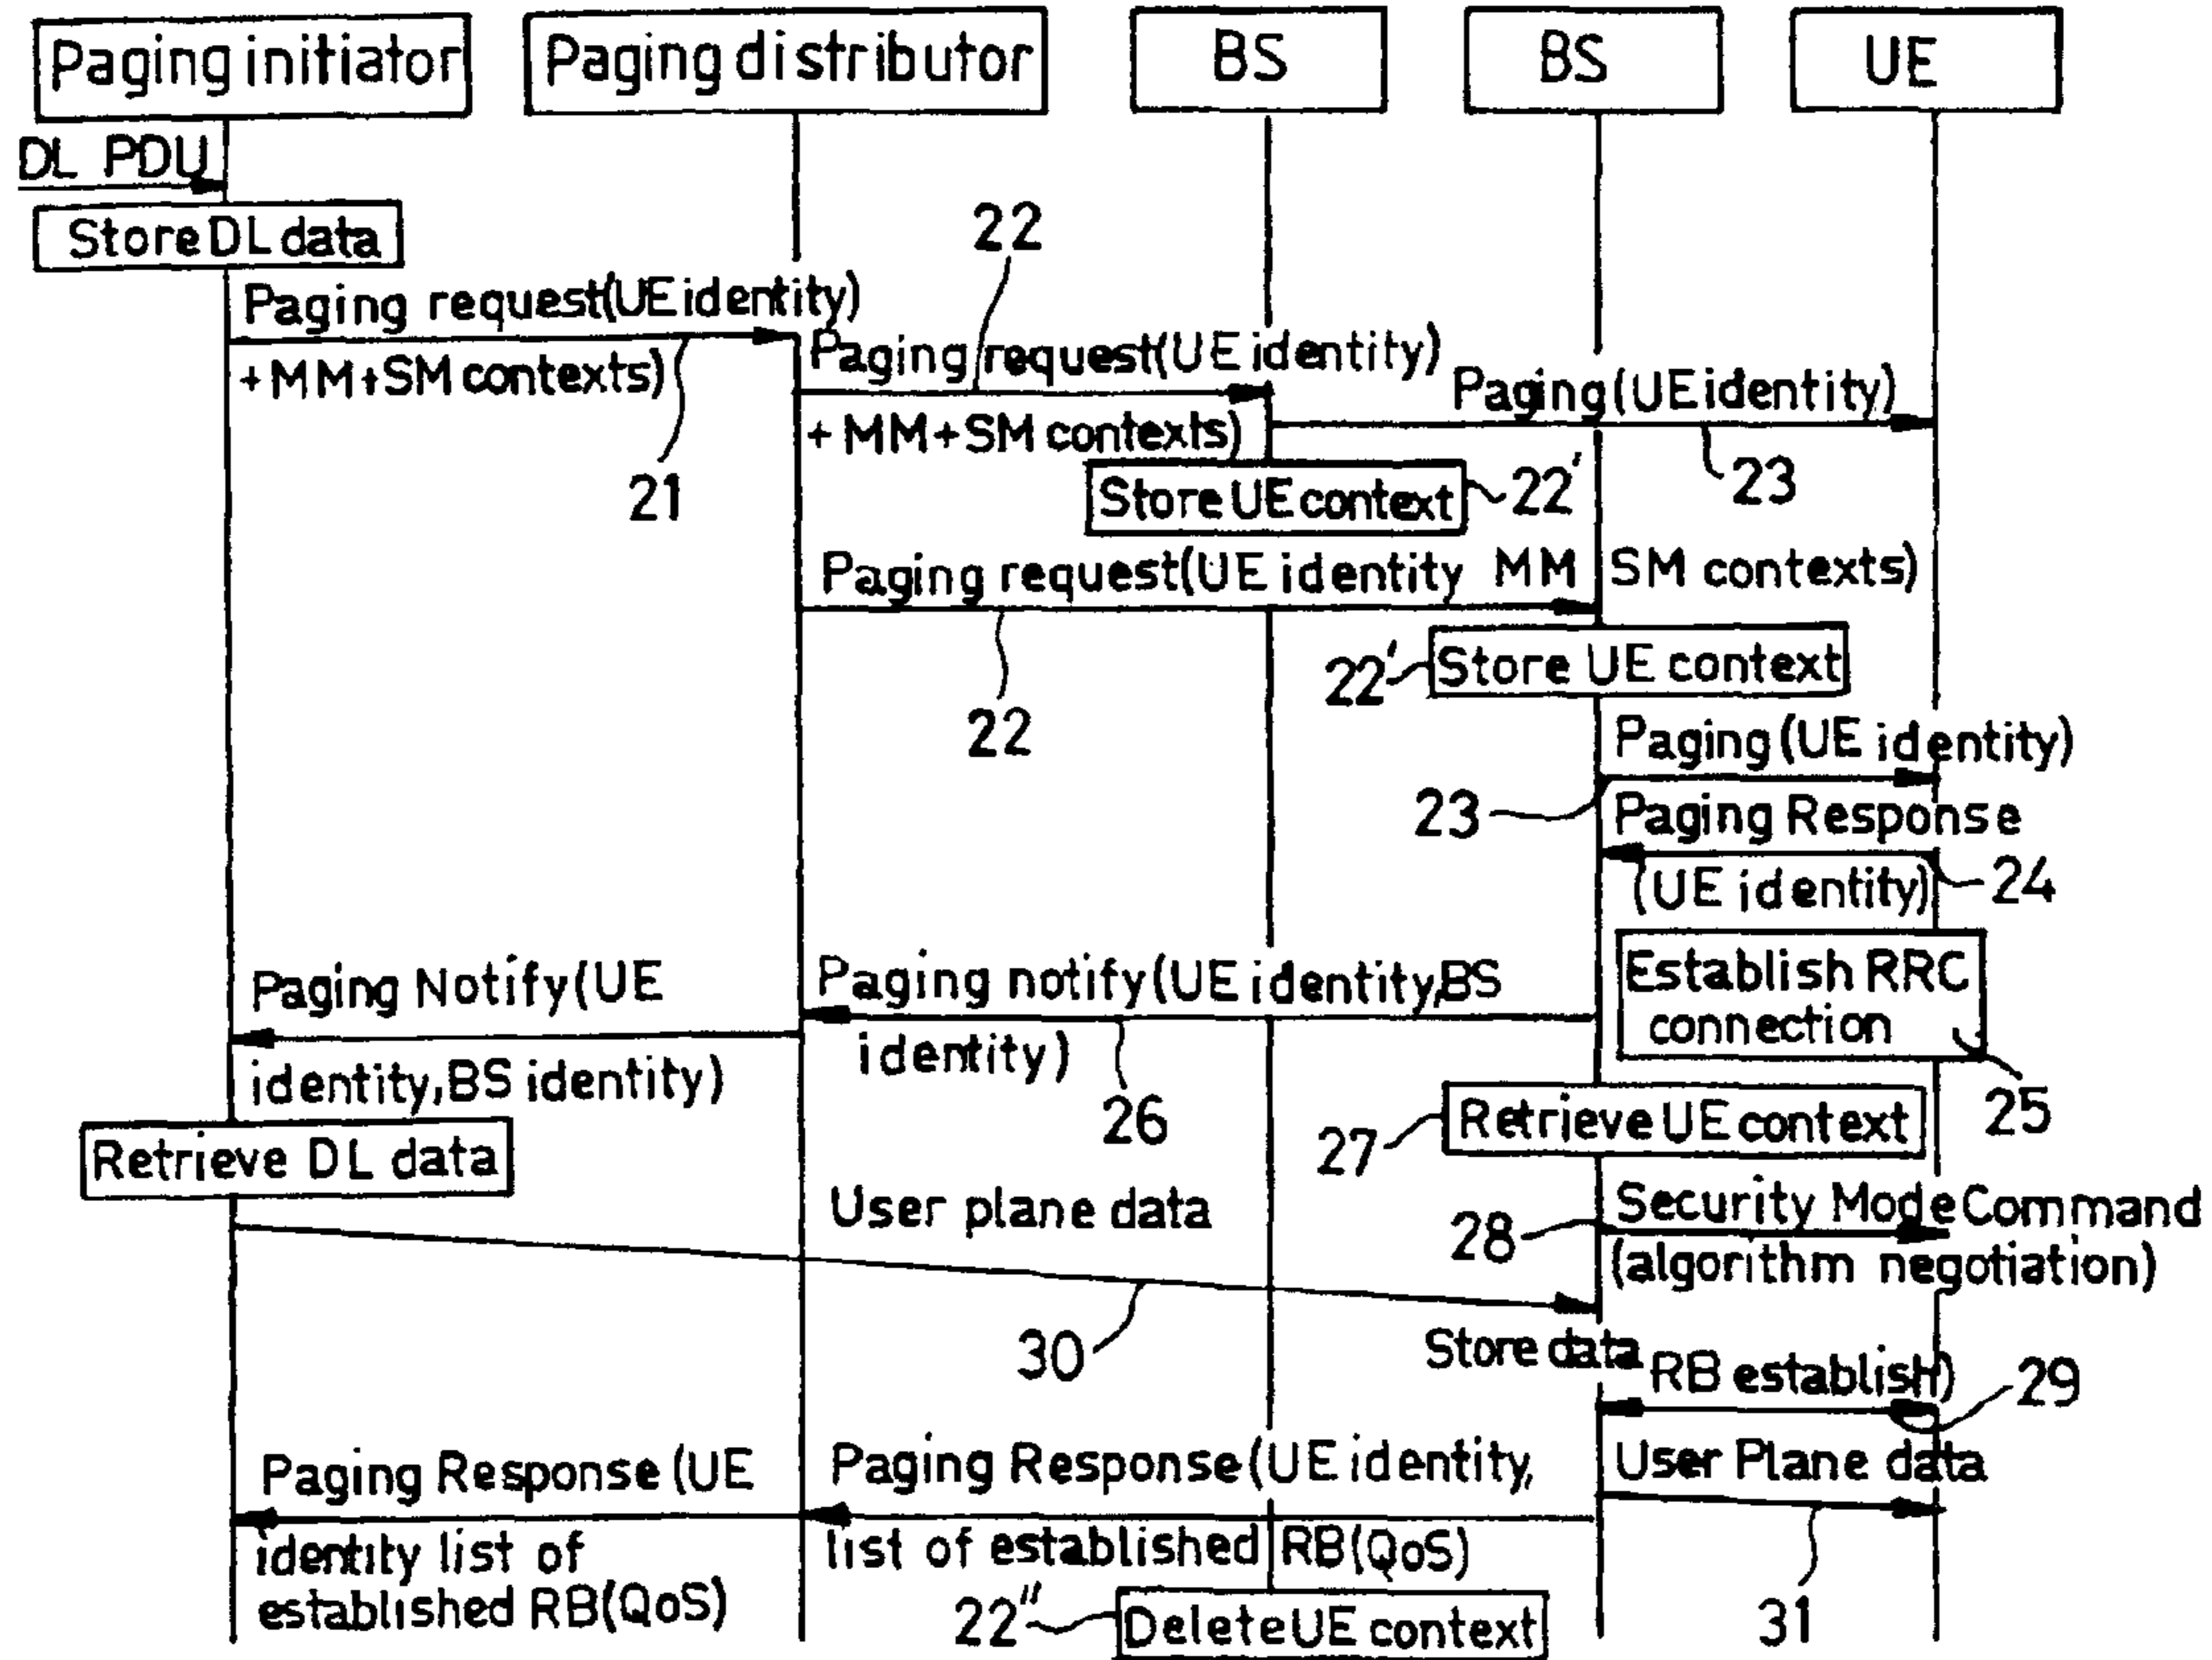 Paging initiator
Paging distributor
BS
BS
UE
DL PDU
Store DL data
22
Paging request(UE identity)
+ MM+SM contexts)
21
Paging request(UE identity)
+ MM+SM contexts)
Paging (UE identity)
23
Store UE context
22'
Paging request(UE identity MM SM contexts)
22
22'
Store UE context
Paging (UE identity)
23
Paging Response
(UE identity)
24
Establish RRC
connection
25
Paging notify(UE identity,BS
identity)
26
Paging Notify(UE
identity,BS identity)
Retrieve DL data
27
Retrieve UE context
User plane data
30
28
Security Mode Command
(algorithm negotiation)
Store data
RB establish)
29
Paging Response (UE
identity list of
established RB(QoS)
Paging Response(UE identity,
list of established RB(QoS)
User Plane data
31
22''
Delete UE context